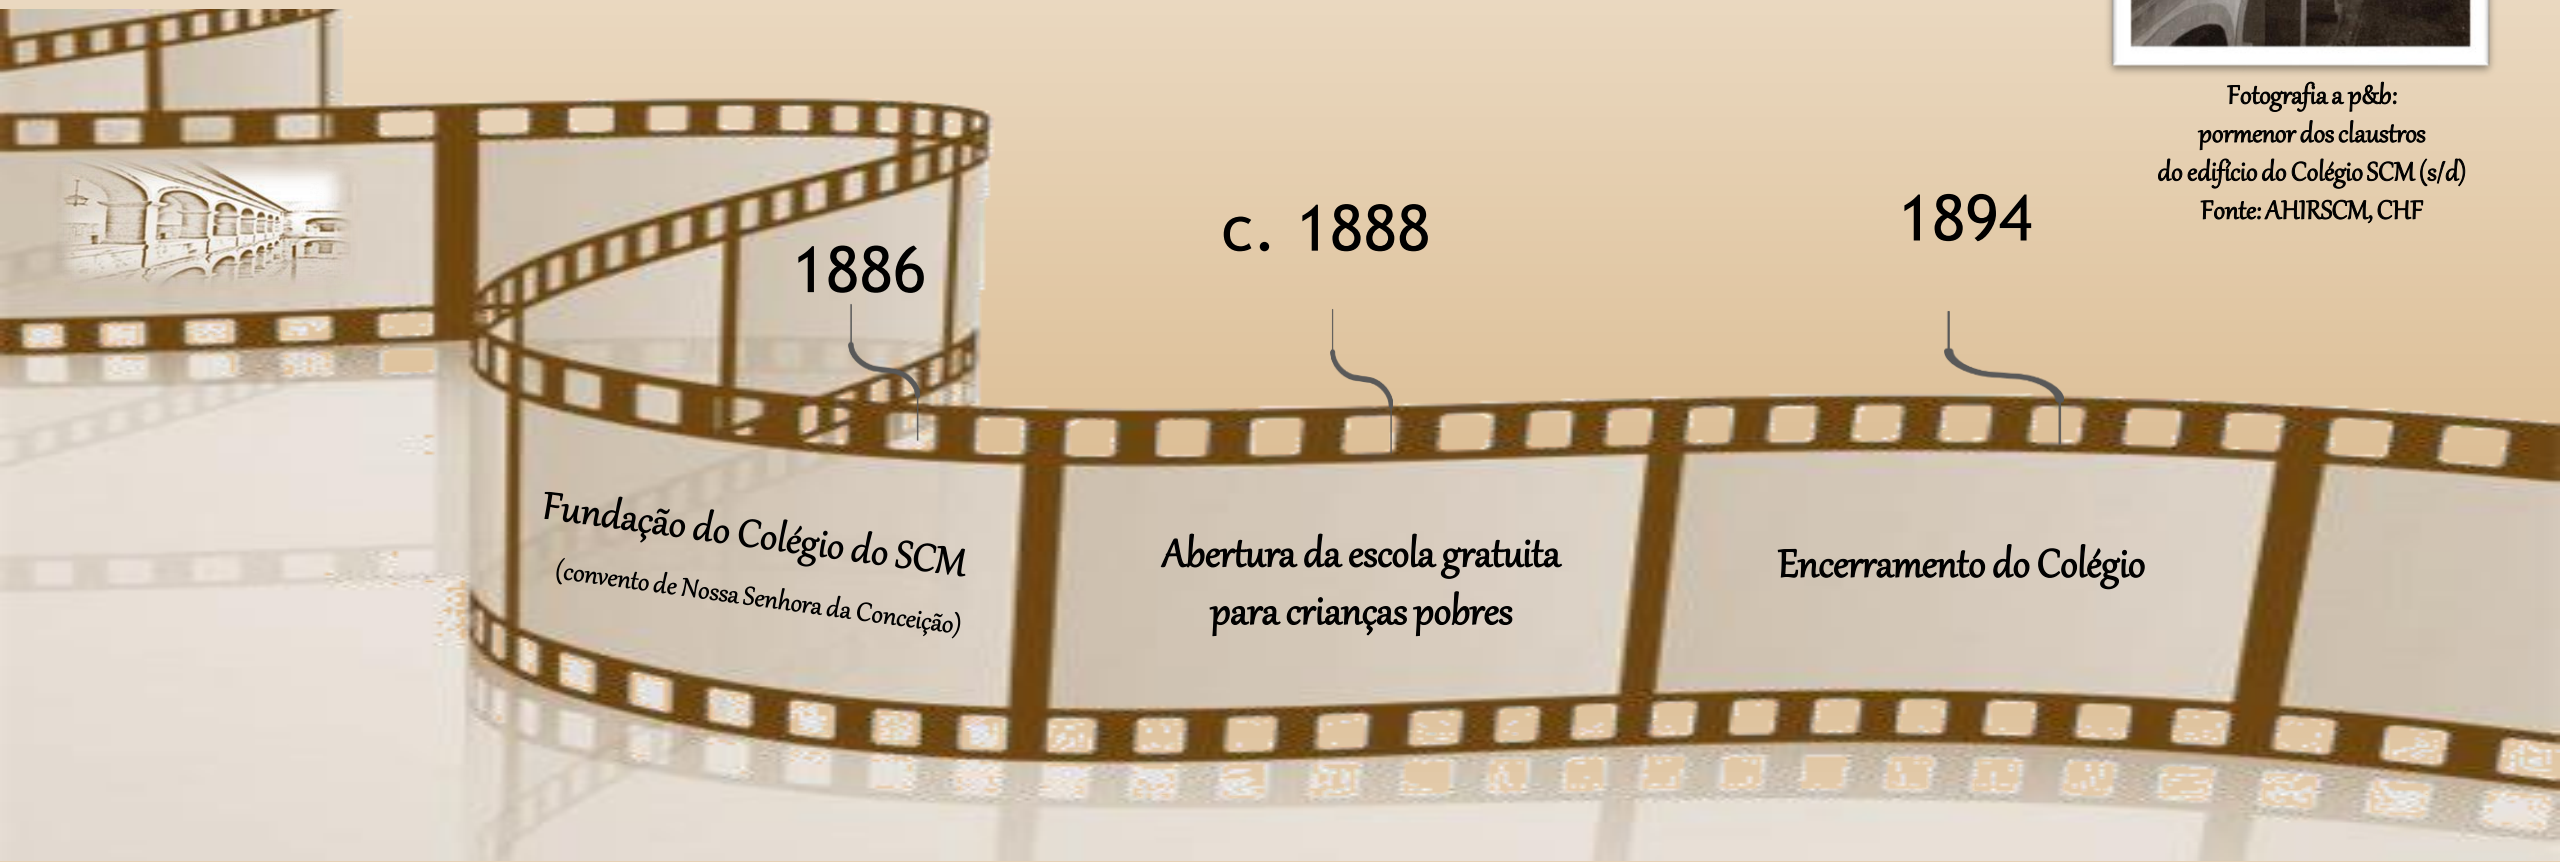 Fotografia a p&b:
pormenor dos claustros
do edifício do Colégio SCM (s/d)
Fonte: AHIRSCM, CHF
1886
c. 1888
1894
Fundação do Colégio do SCM
(convento de Nossa Senhora da Conceição)
Abertura da escola gratuita
para crianças pobres
Encerramento do Colégio